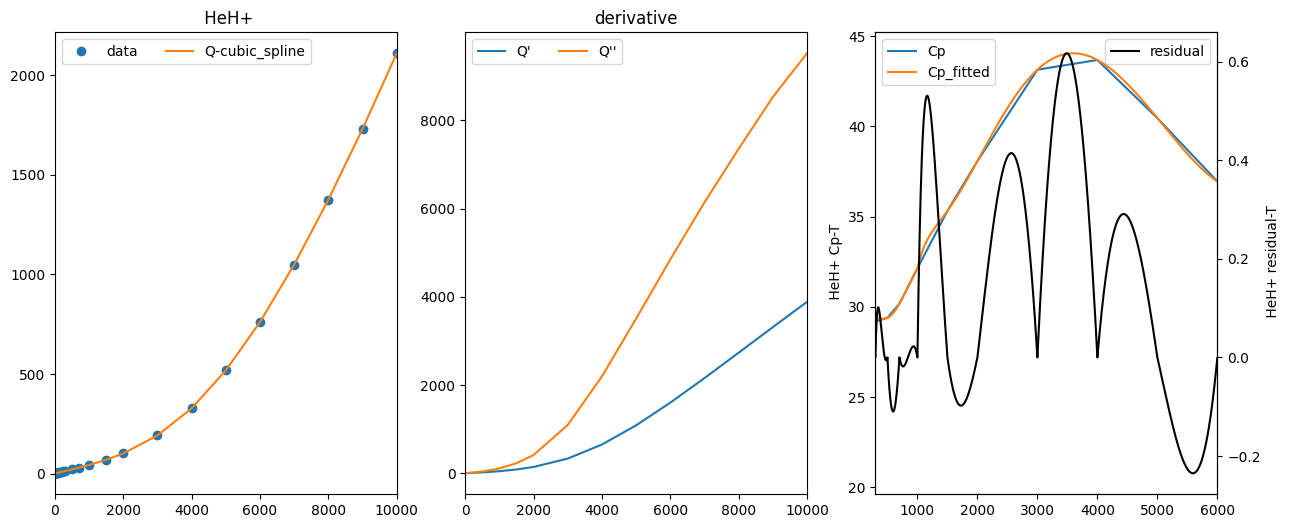 HeH+
data
Q-cubic_spline
2000
1500
1000
500
0
0 2000 4000 6000 8000 10000
derivative
Q'
Q''
8000
6000
4000
2000
0
0 2000 4000 6000 8000 10000
Cp
Cp_fitted
residual
HeH+ Cp-T
45
40
35
30
25
20
1000 2000 3000 4000 5000 6000
0.6
0.4
0.2
0.0
−0.2
HeH+ residual-T